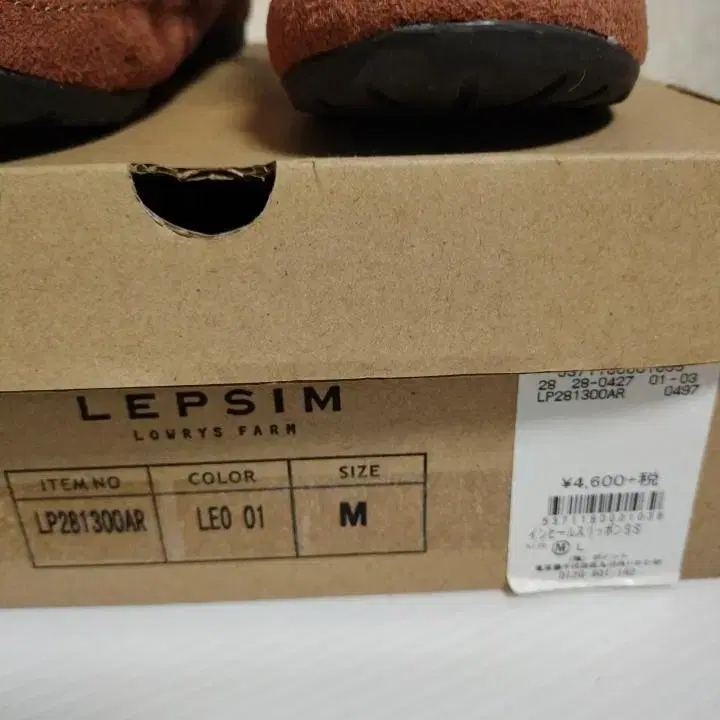 LEPSIM
LOWRYS FARM
ITEM NO COLOR SIZE
LP281300AR LEO 01 M
28 28-0427 01-03
LP281300AR 0497
¥4,600+税
インヒールスリッポンSS
M L